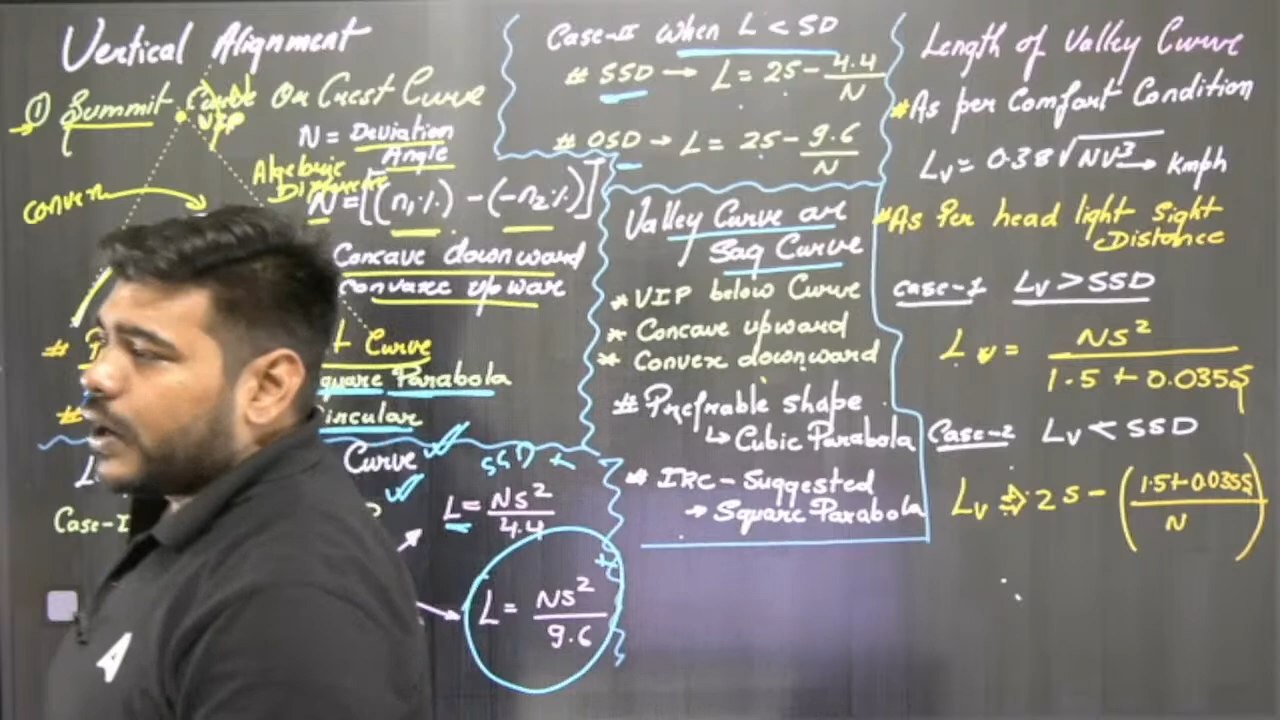 Vertical Alignment
① Summit Curve Or Crest Curve
VIP
N = Deviation
Angle
Algebric
Difference
N = [(n₁%) - (-n₂%)]
Convex
Concave downward
Convaxe upwar
Curve
#
square Parabola
#
Circular
Curve
SSD
Case-I
L = NS²/4.4
L = NS²/9.6
Case-II When L < SD
# SSD → L = 2S - 4.4/N
# OSD → L = 2S - 9.6/N
Valley Curve or
Sag Curve
* VIP below Curve
* Concave upward
* Convex downward
# Prefrable shape
↳ Cubic Parabola
* IRC - Suggested
→ Square Parabola
Length of Valley Curve
* As per Comfort Condition
Lv = 0.38√NV³ → Kmph
* As Per head light Sight
Distance
Case-1 Lv > SSD
Lv = NS²/1.5 + 0.035S
Case-2 Lv < SSD
Lv ⇒ 2S - (1.5+0.035S/N)